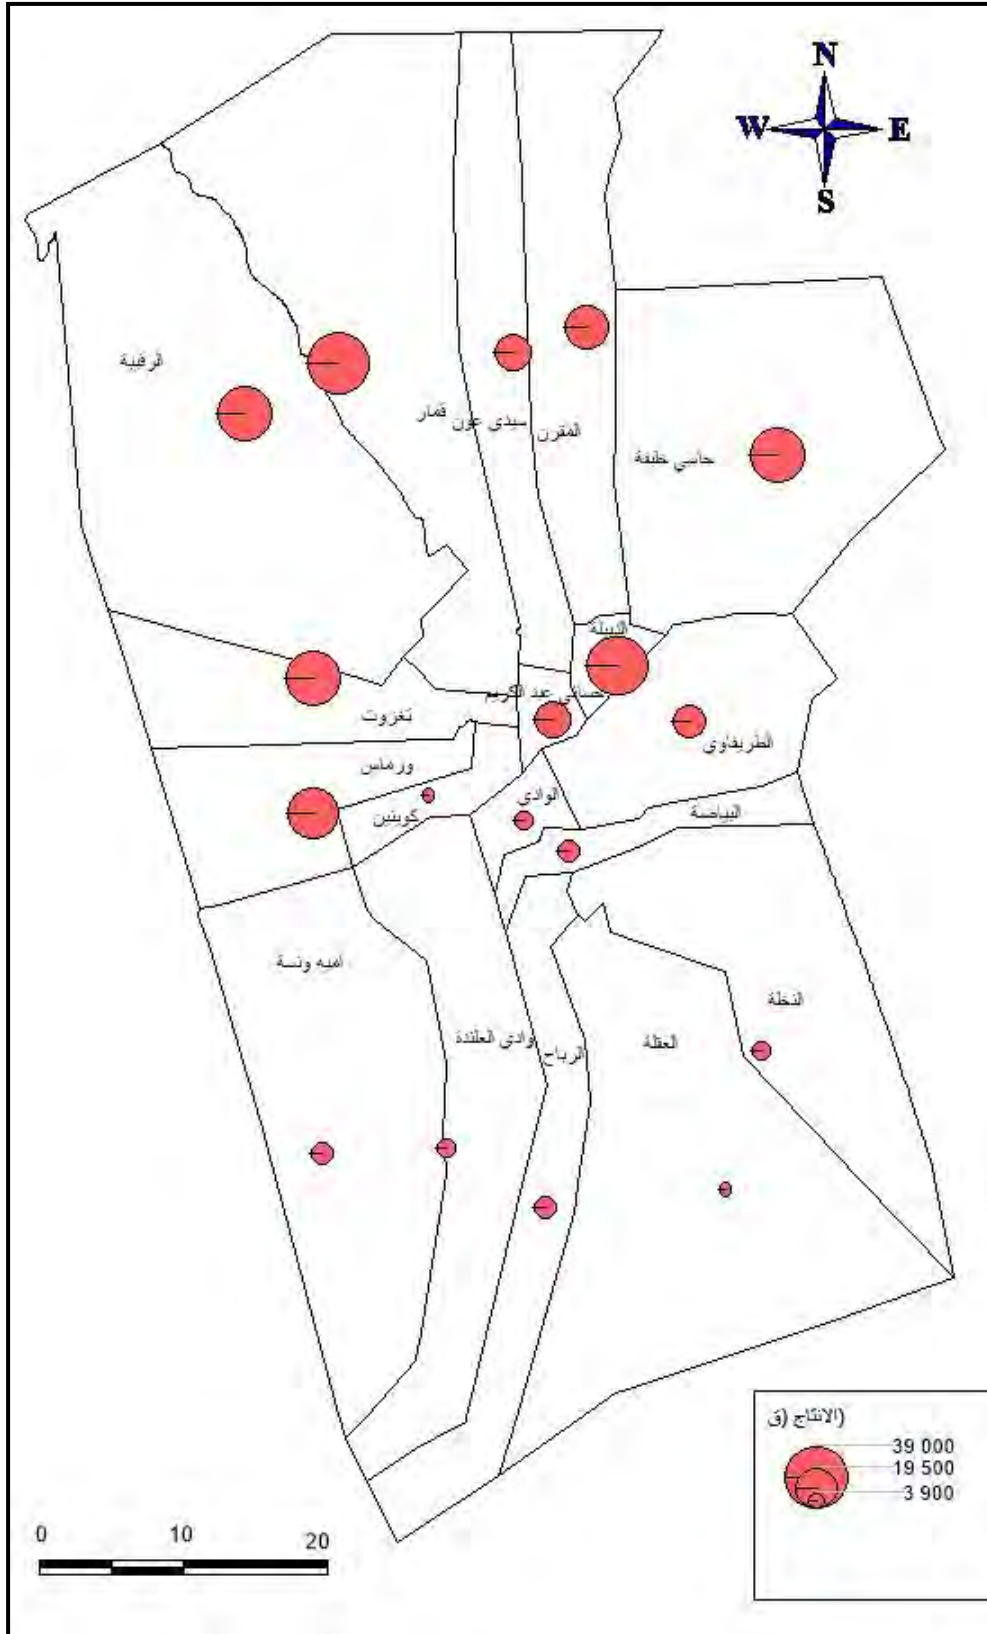 N
W E
S
الرقيبة
قمار
سيدي عون
المقرن
حاسي خليفة
الدبيلة
حساني عبد الكريم
تغزوت
الطريفاوي
ورماس
الوادي
كوينين
البياضة
اميه ونسة
النخلة
وادي العلندة
الرباح
العقلة
الانتاج (ق)
39 000
19 500
3 900
0 10 20